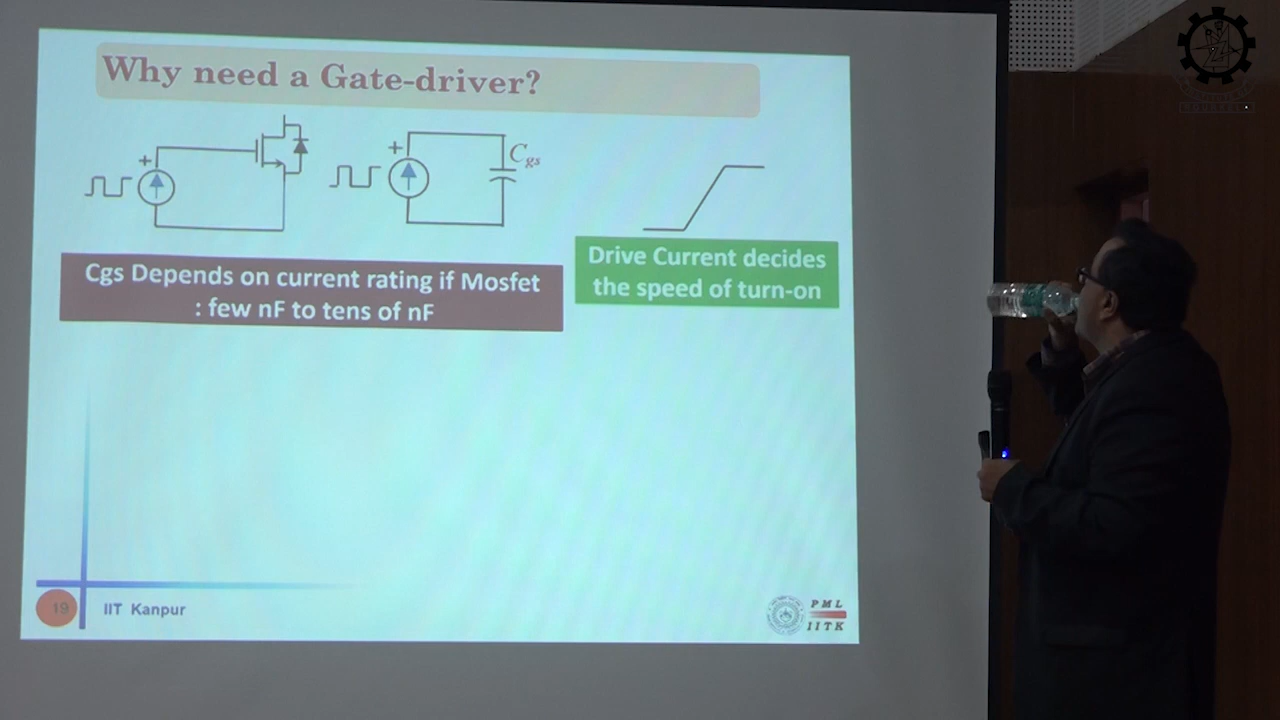 Why need a Gate-driver?
+
+
Cgs
Cgs Depends on current rating if Mosfet
: few nF to tens of nF
Drive Current decides
the speed of turn-on
19
IIT Kanpur
PML
IITK